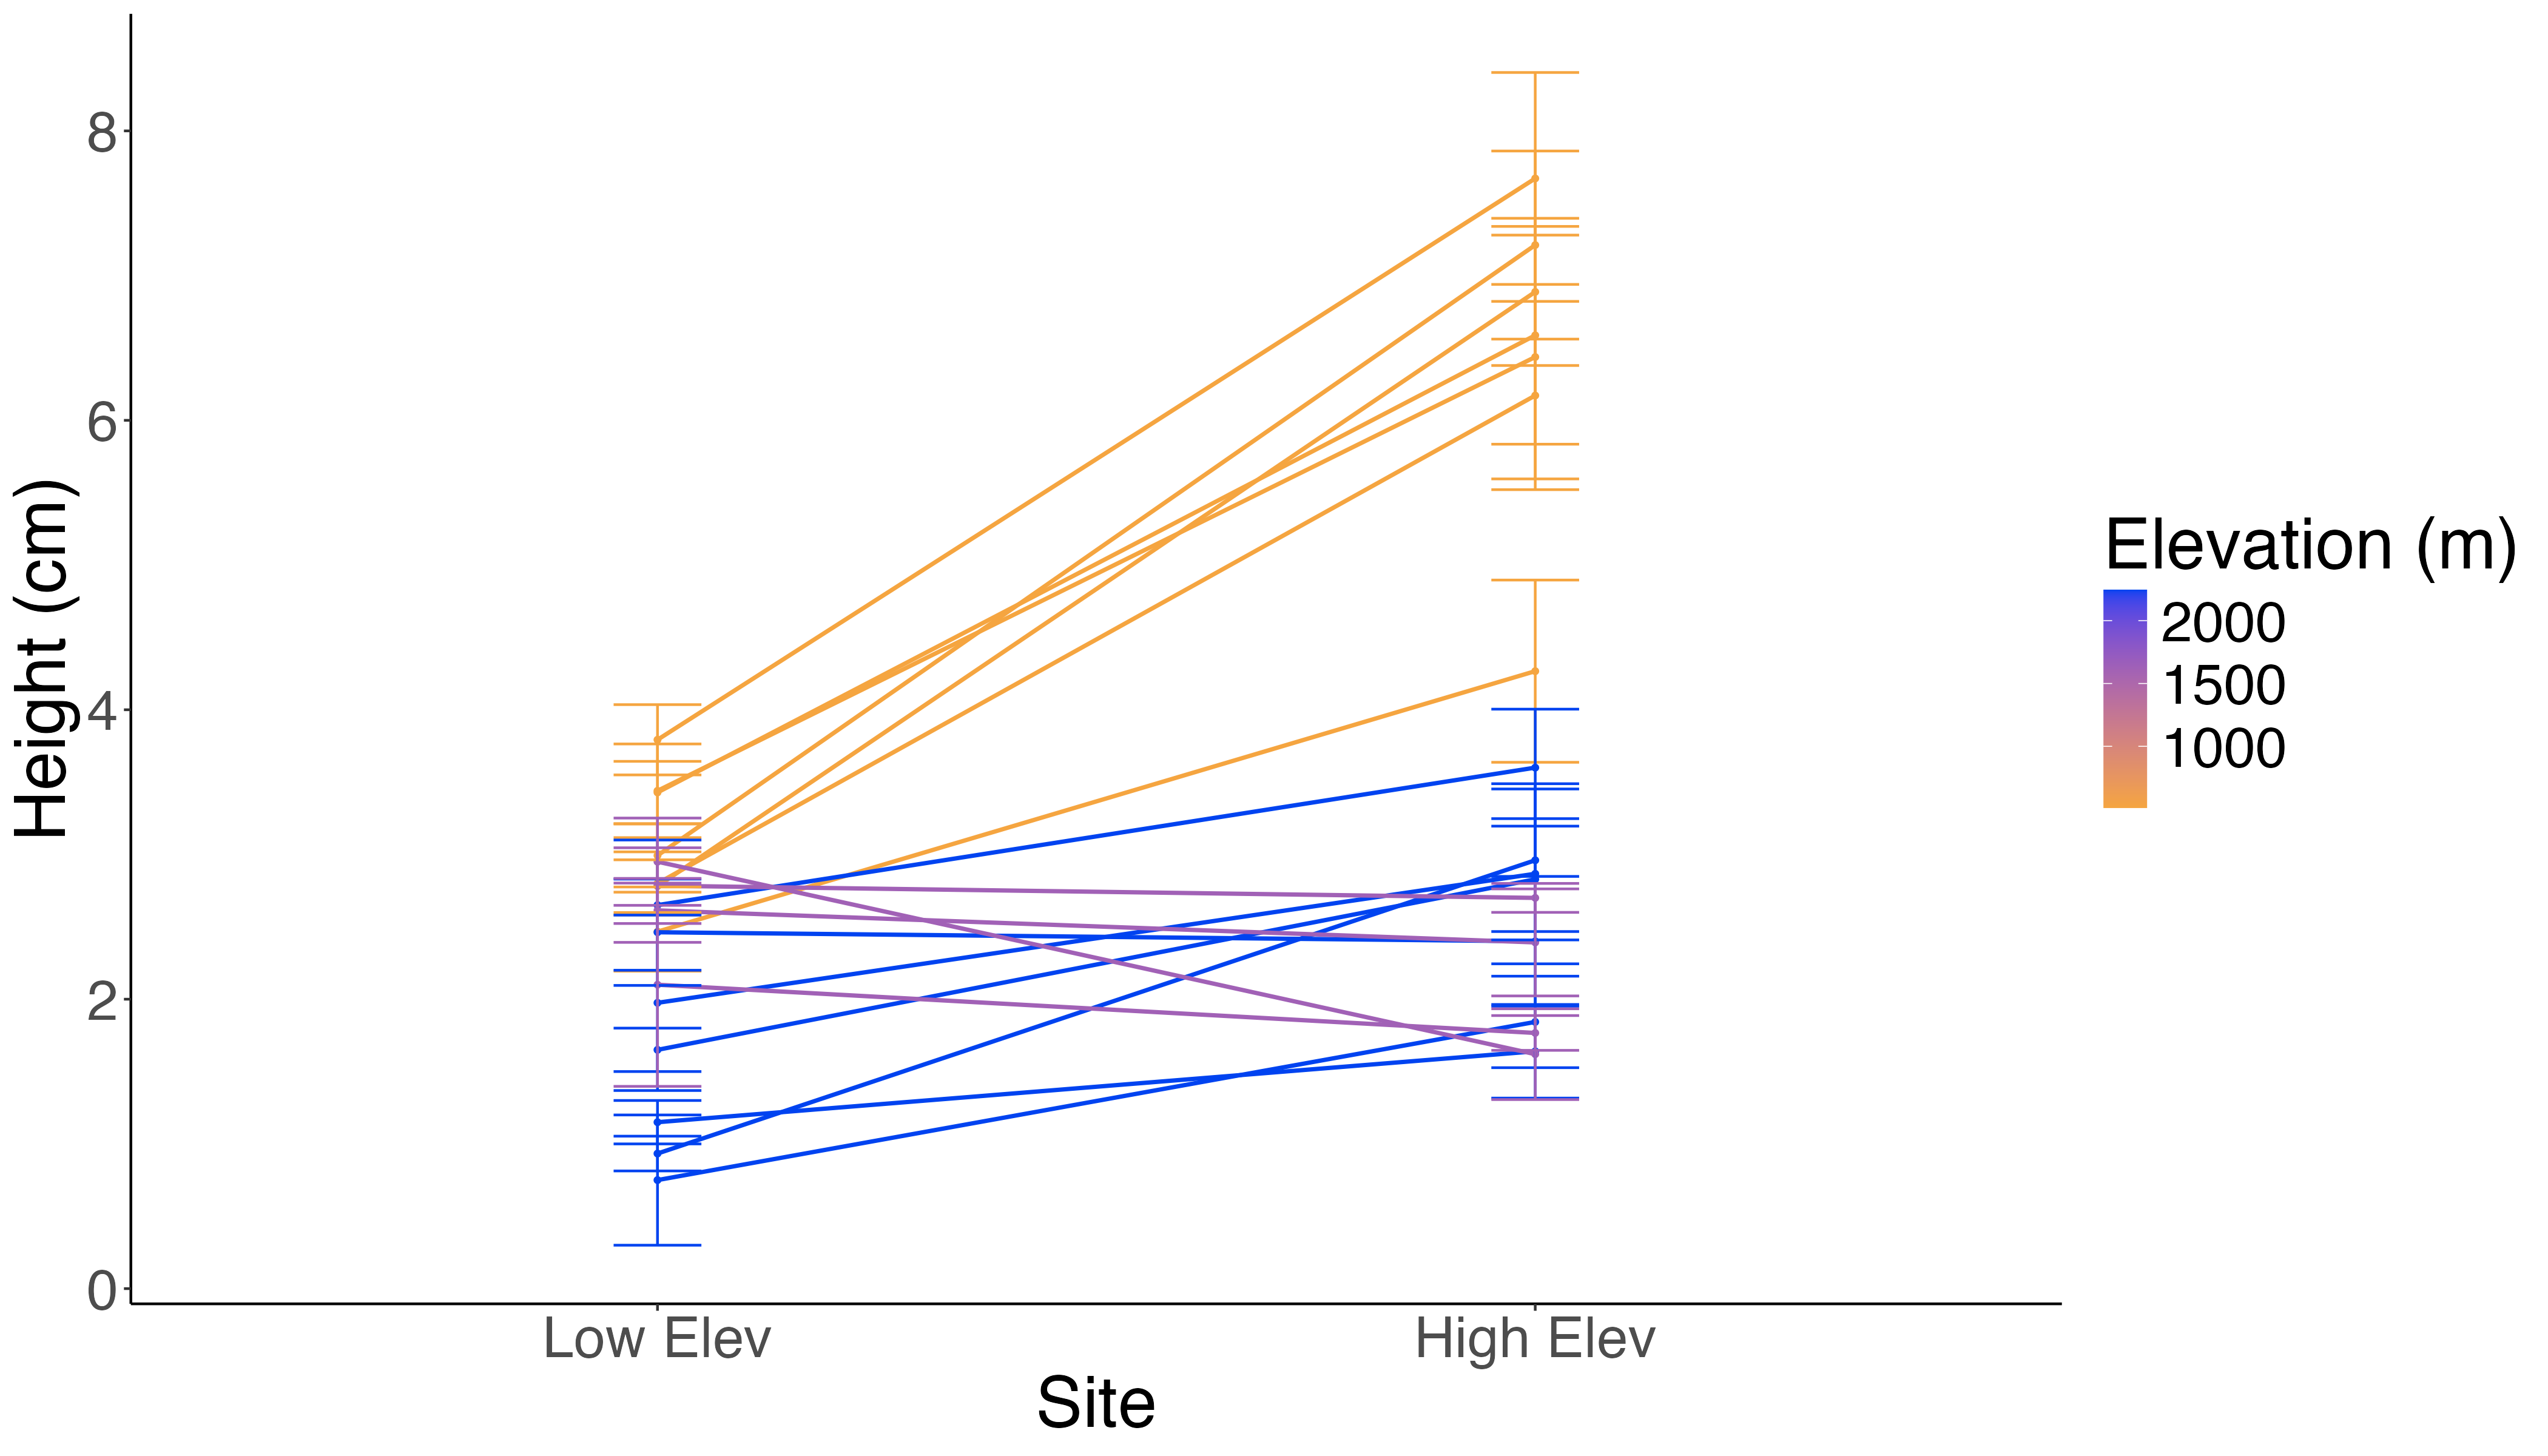 Height (cm)
8
6
4
2
0
Low Elev
High Elev
Site
Elevation (m)
2000
1500
1000